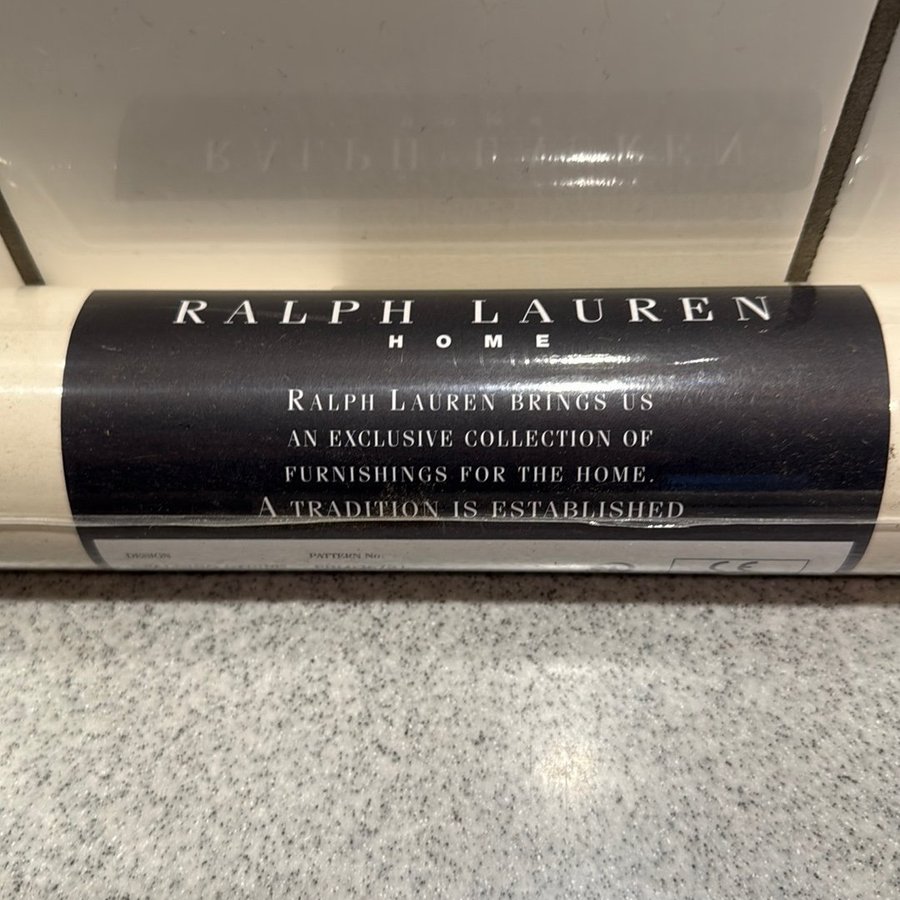 RALPH LAUREN
HOME
RALPH LAUREN BRINGS US
AN EXCLUSIVE COLLECTION OF
FURNISHINGS FOR THE HOME.
A TRADITION IS ESTABLISHED
DESIGN PATTERN No. CE